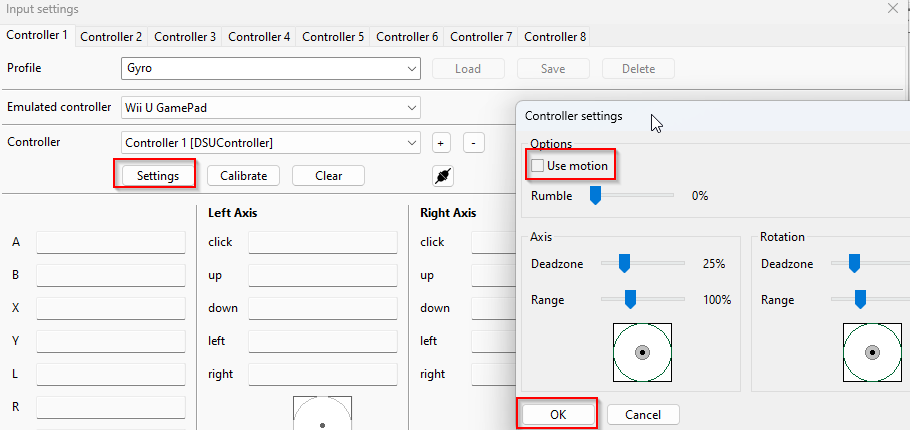 Input settings
Controller 1 Controller 2 Controller 3 Controller 4 Controller 5 Controller 6 Controller 7 Controller 8
Profile Gyro Load Save Delete
Emulated controller Wii U GamePad
Controller Controller 1 [DSUController] + -
Settings Calibrate Clear
Left Axis Right Axis
A click click
B up up
X down down
Y left left
L right right
R
Controller settings
Options
Use motion
Rumble 0%
Axis Rotation
Deadzone 25% Deadzone
Range 100% Range
OK Cancel